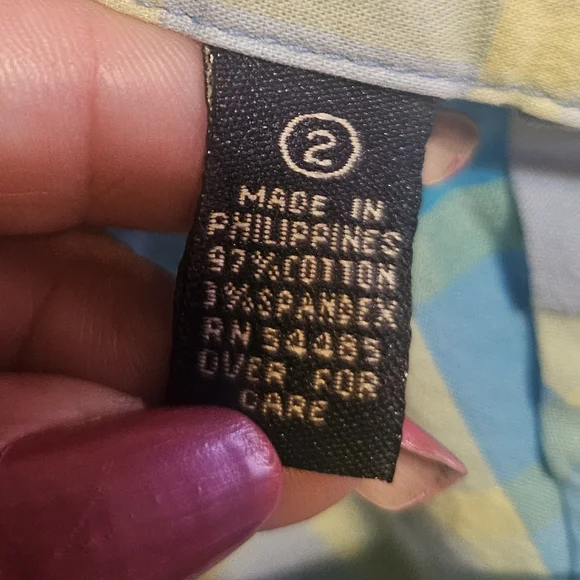 2
MADE IN
PHILIPPINES
97%COTTON
3%SPANDEX
RN 54485
OVER FOR
CARE